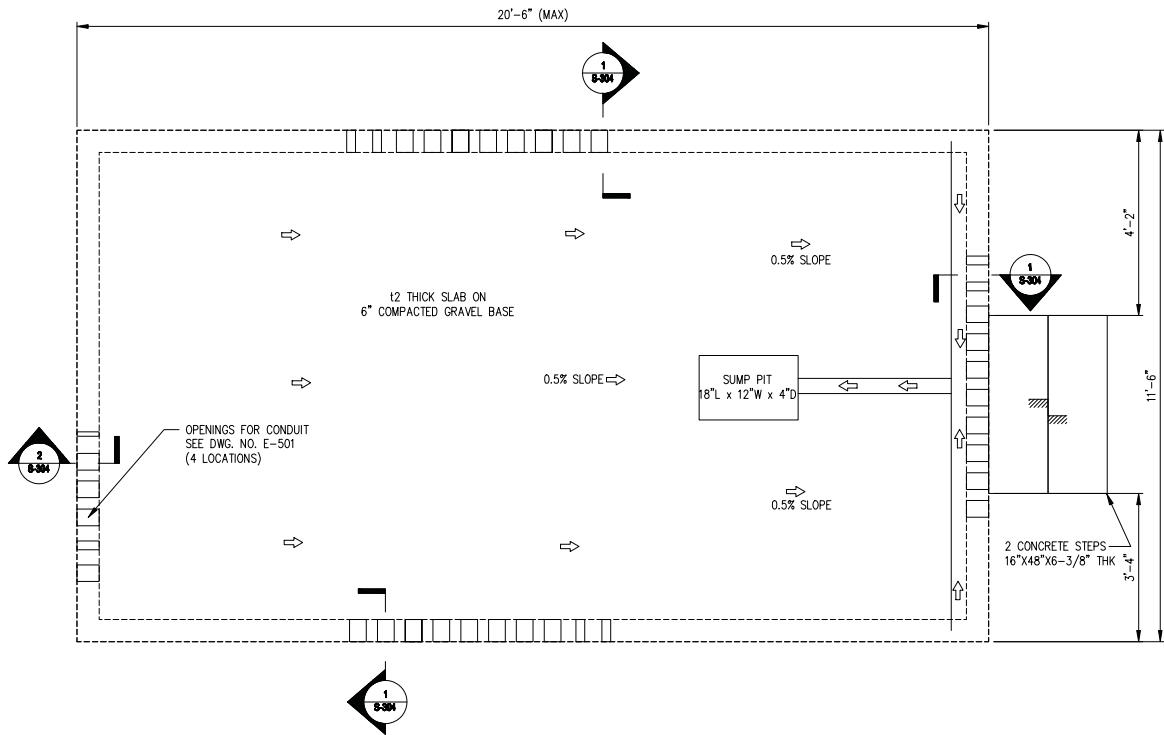 20'-6" (MAX)
1
S-304
4'-2"
0.5% SLOPE
1
S-304
t2 THICK SLAB ON
6" COMPACTED GRAVEL BASE
11'-6"
0.5% SLOPE
SUMP PIT
18"L x 12"W x 4"D
OPENINGS FOR CONDUIT
SEE DWG. NO. E-501
(4 LOCATIONS)
2
S-304
0.5% SLOPE
2 CONCRETE STEPS
16"X48"X6-3/8" THK
3'-4"
1
S-304